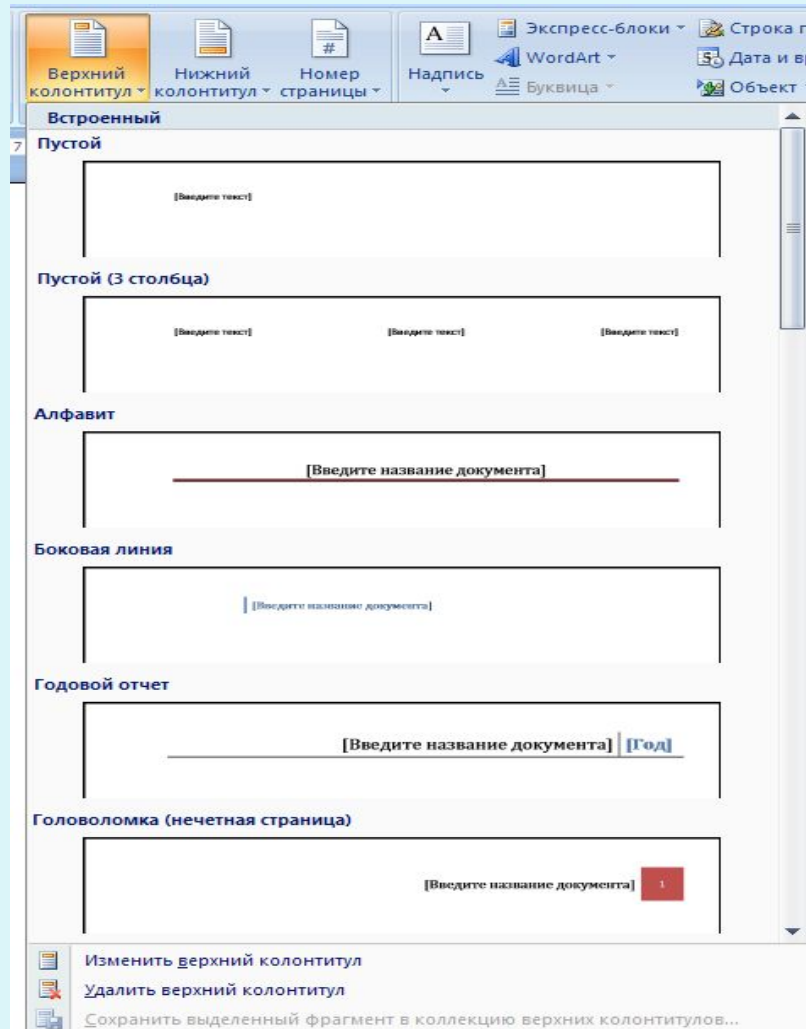 Верхний колонтитул
Нижний колонтитул
Номер страницы
#
A
Надпись
Экспресс-блоки
WordArt
Буквица
Строка
Дата и
Объект
Встроенный
7
Пустой
[Введите текст]
Пустой (3 столбца)
[Введите текст] [Введите текст] [Введите текст]
Алфавит
[Введите название документа]
Боковая линия
[Введите название документа]
Годовой отчет
[Введите название документа] [Год]
Головоломка (нечетная страница)
[Введите название документа] 1
Изменить верхний колонтитул
Удалить верхний колонтитул
Сохранить выделенный фрагмент в коллекцию верхних колонтитулов...